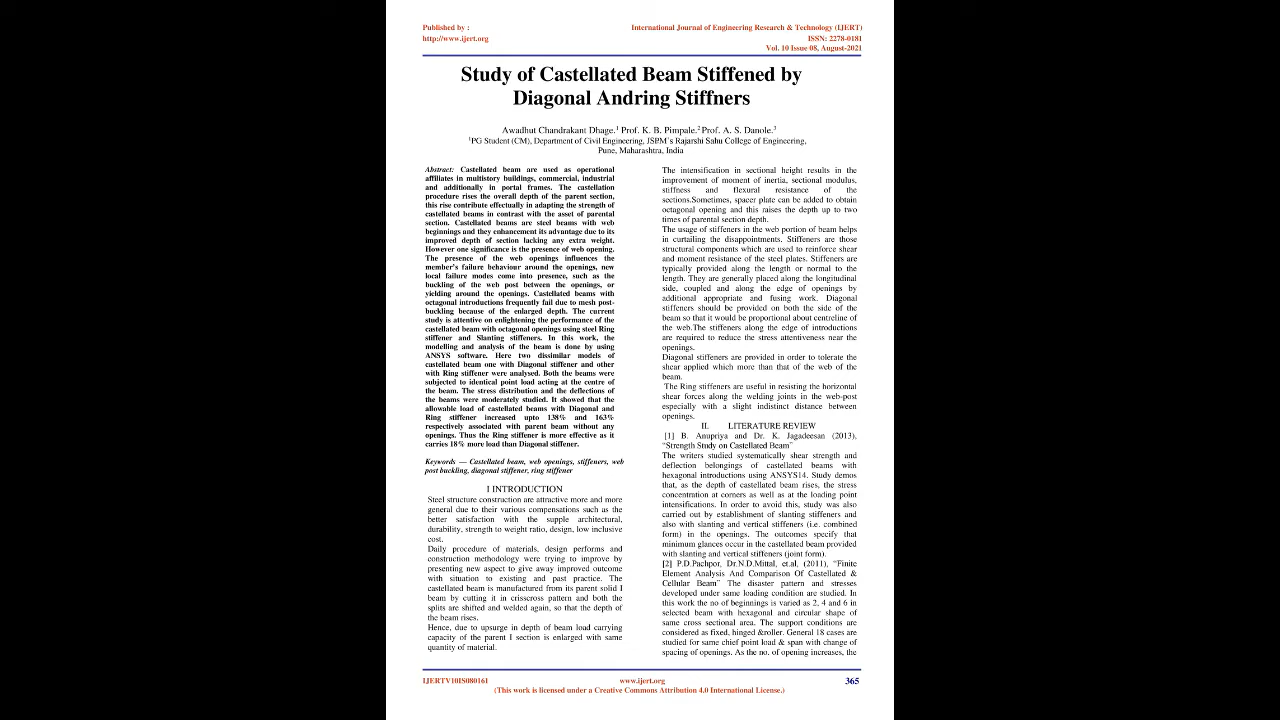 Published by :
http://www.ijert.org
International Journal of Engineering Research & Technology (IJERT)
ISSN: 2278-0181
Vol. 10 Issue 08, August-2021
Study of Castellated Beam Stiffened by
Diagonal Andring Stiffners
Awadhut Chandrakant Dhage.1 Prof. K. B. Pimpale.2 Prof. A. S. Danole.3
1PG Student (CM), Department of Civil Engineering, JSPM's Rajarshi Sahu College of Engineering,
Pune, Maharashtra, India
Abstract: Castellated beam are used as operational
affiliates in multistory buildings, commercial, industrial
and additionally in portal frames. The castellation
procedure rises the overall depth of the parent section,
this rise contribute effectually in adapting the strength of
castellated beams in contrast with the asset of parental
section. Castellated beams are steel beams with web
beginnings and they enhancement its advantage due to its
improved depth of section lacking any extra weight.
However one significance is the presence of web opening.
The presence of the web openings influences the
member's failure behaviour around the openings, new
local failure modes come into presence, such as the
buckling of the web post between the openings, or
yielding around the openings. Castellated beams with
octagonal introductions frequently fail due to mesh post-
buckling because of the enlarged depth. The current
study is attentive on enlightening the performance of the
castellated beam with octagonal openings using steel Ring
stiffener and Slanting stiffeners. In this work, the
modelling and analysis of the beam is done by using
ANSYS software. Here two dissimilar models of
castellated beam one with Diagonal stiffener and other
with Ring stiffener were analysed. Both the beams were
subjected to identical point load acting at the centre of
the beam. The stress distribution and the deflections of
the beams were moderately studied. It showed that the
allowable load of castellated beams with Diagonal and
Ring stiffener increased upto 138% and 163%
respectively associated with parent beam without any
openings. Thus the Ring stiffener is more effective as it
carries 18% more load than Diagonal stiffener.
Keywords — Castellated beam, web openings, stiffeners, web
post buckling, diagonal stiffener, ring stiffener
I INTRODUCTION
Steel structure construction are attractive more and more
general due to their various compensations such as the
better satisfaction with the supple architectural,
durability, strength to weight ratio, design, low inclusive
cost.
Daily procedure of materials, design performs and
construction methodology were trying to improve by
presenting new aspect to give away improved outcome
with situation to existing and past practice. The
castellated beam is manufactured from its parent solid I
beam by cutting it in crisscross pattern and both the
splits are shifted and welded again, so that the depth of
the beam rises.
Hence, due to upsurge in depth of beam load carrying
capacity of the parent I section is enlarged with same
quantity of material.
The intensification in sectional height results in the
improvement of moment of inertia, sectional modulus,
stiffness and flexural resistance of the
sections.Sometimes, spacer plate can be added to obtain
octagonal opening and this raises the depth up to two
times of parental section depth.
The usage of stiffeners in the web portion of beam helps
in curtailing the disappointments. Stiffeners are those
structural components which are used to reinforce shear
and moment resistance of the steel plates. Stiffeners are
typically provided along the length or normal to the
length. They are generally placed along the longitudinal
side, coupled and along the edge of openings by
additional appropriate and fusing work. Diagonal
stiffeners should be provided on both the side of the
beam so that it would be proportional about centreline of
the web.The stiffeners along the edge of introductions
are required to reduce the stress attentiveness near the
openings.
Diagonal stiffeners are provided in order to tolerate the
shear applied which more than that of the web of the
beam.
The Ring stiffeners are useful in resisting the horizontal
shear forces along the welding joints in the web-post
especially with a slight indistinct distance between
openings.
II. LITERATURE REVIEW
[1] B. Anupriya and Dr. K. Jagadeesan (2013),
"Strength Study on Castellated Beam"
The writers studied systematically shear strength and
deflection belongings of castellated beams with
hexagonal introductions using ANSYS14. Study demos
that, as the depth of castellated beam rises, the stress
concentration at corners as well as at the loading point
intensifications. In order to avoid this, study was also
carried out by establishment of slanting stiffeners and
also with slanting and vertical stiffeners (i.e. combined
form) in the openings. The outcomes specify that
minimum glances occur in the castellated beam provided
with slanting and vertical stiffeners (joint form).
[2] P.D.Pachpor, Dr.N.D.Mittal, et.al, (2011), "Finite
Element Analysis And Comparison Of Castellated &
Cellular Beam" The disaster pattern and stresses
developed under same loading condition are studied. In
this work the no of beginnings is varied as 2, 4 and 6 in
selected beam with hexagonal and circular shape of
same cross sectional area. The support conditions are
considered as fixed, hinged &roller. General 18 cases are
studied for same chief point load & span with change of
spacing of openings. As the no. of opening increases, the
IJERTV10IS080161
www.ijert.org
(This work is licensed under a Creative Commons Attribution 4.0 International License.)
365